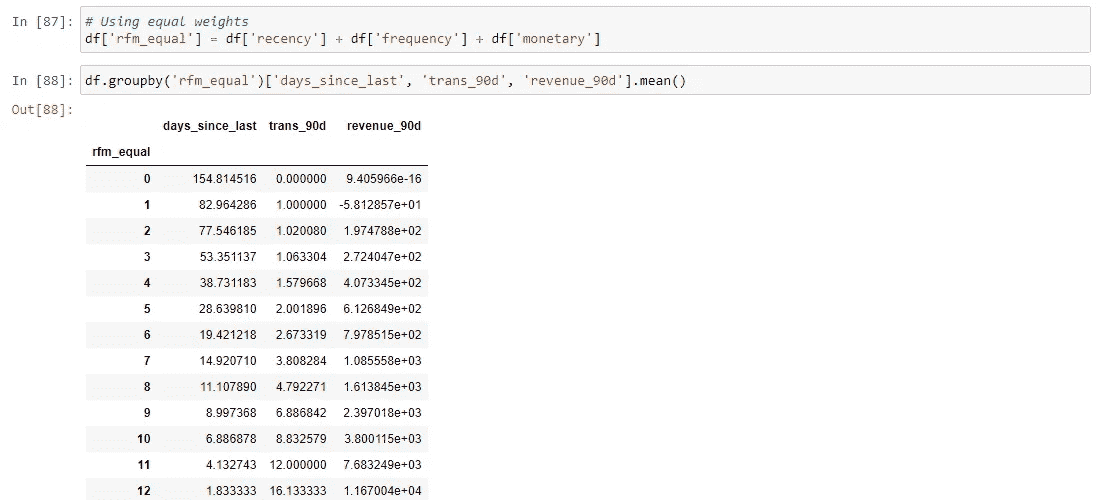 In [87]: # Using equal weights
df['rfm_equal'] = df['recency'] + df['frequency'] + df['monetary']
In [88]: df.groupby('rfm_equal')['days_since_last', 'trans_90d', 'revenue_90d'].mean()
Out[88]:
days_since_last trans_90d revenue_90d
rfm_equal
0 154.814516 0.000000 9.405966e-16
1 82.964286 1.000000 -5.812857e+01
2 77.546185 1.020080 1.974788e+02
3 53.351137 1.063304 2.724047e+02
4 38.731183 1.579668 4.073345e+02
5 28.639810 2.001896 6.126849e+02
6 19.421218 2.673319 7.978515e+02
7 14.920710 3.808284 1.085558e+03
8 11.107890 4.792271 1.613845e+03
9 8.997368 6.886842 2.397018e+03
10 6.886878 8.832579 3.800115e+03
11 4.132743 12.000000 7.683249e+03
12 1.833333 16.133333 1.167004e+04